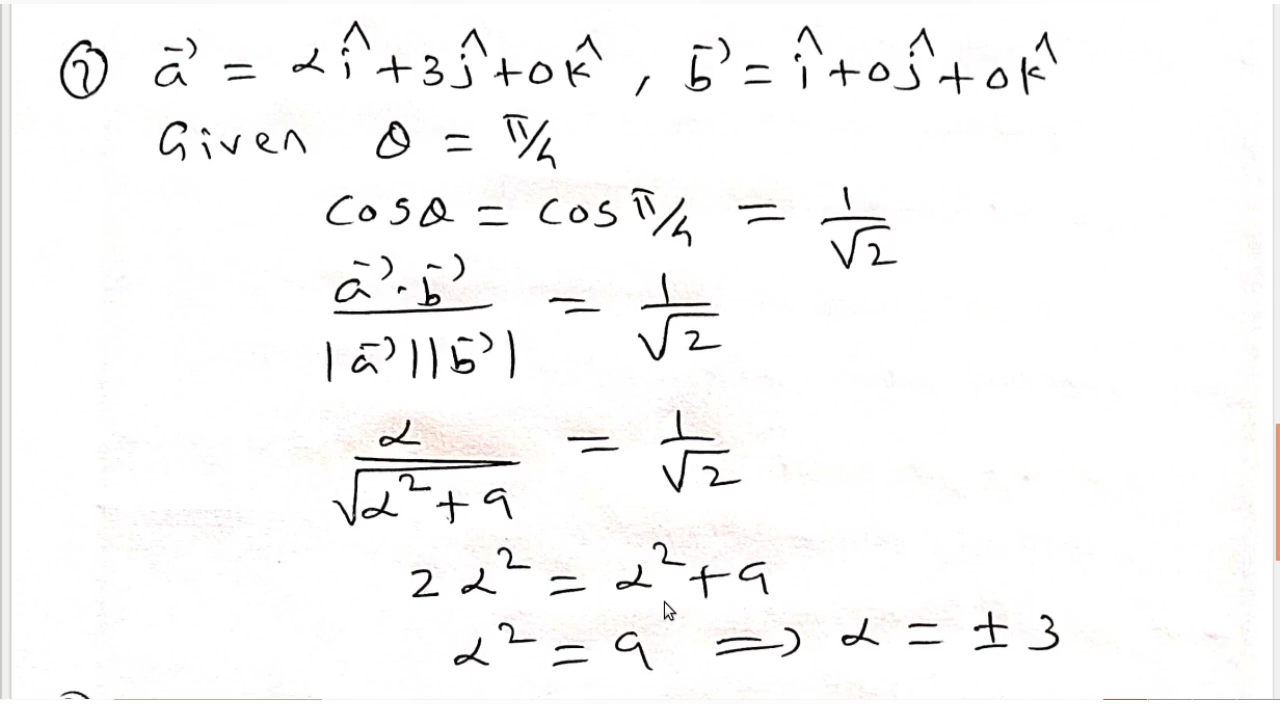 ⑦ a⃗ = αî + 3ĵ + 0k̂ , b⃗ = î + 0ĵ + 0k̂
Given θ = π/4
cosθ = cos π/4 = 1/√2
a⃗·b⃗/|a⃗||b⃗| = 1/√2
α/√α²+9 = 1/√2
2α² = α²+9
α² = 9 ⟹ α = ±3